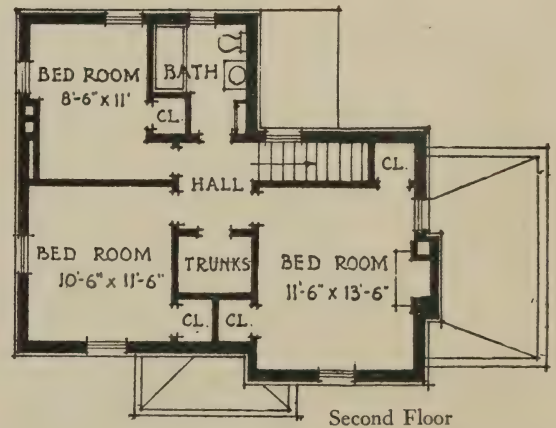 BED ROOM
8'-6" x 11'
BATH
CL.
CL.
HALL
BED ROOM
10'-6" x 11'-6"
TRUNKS
BED ROOM
11'-6" x 13'-6"
CL.
CL.
Second Floor